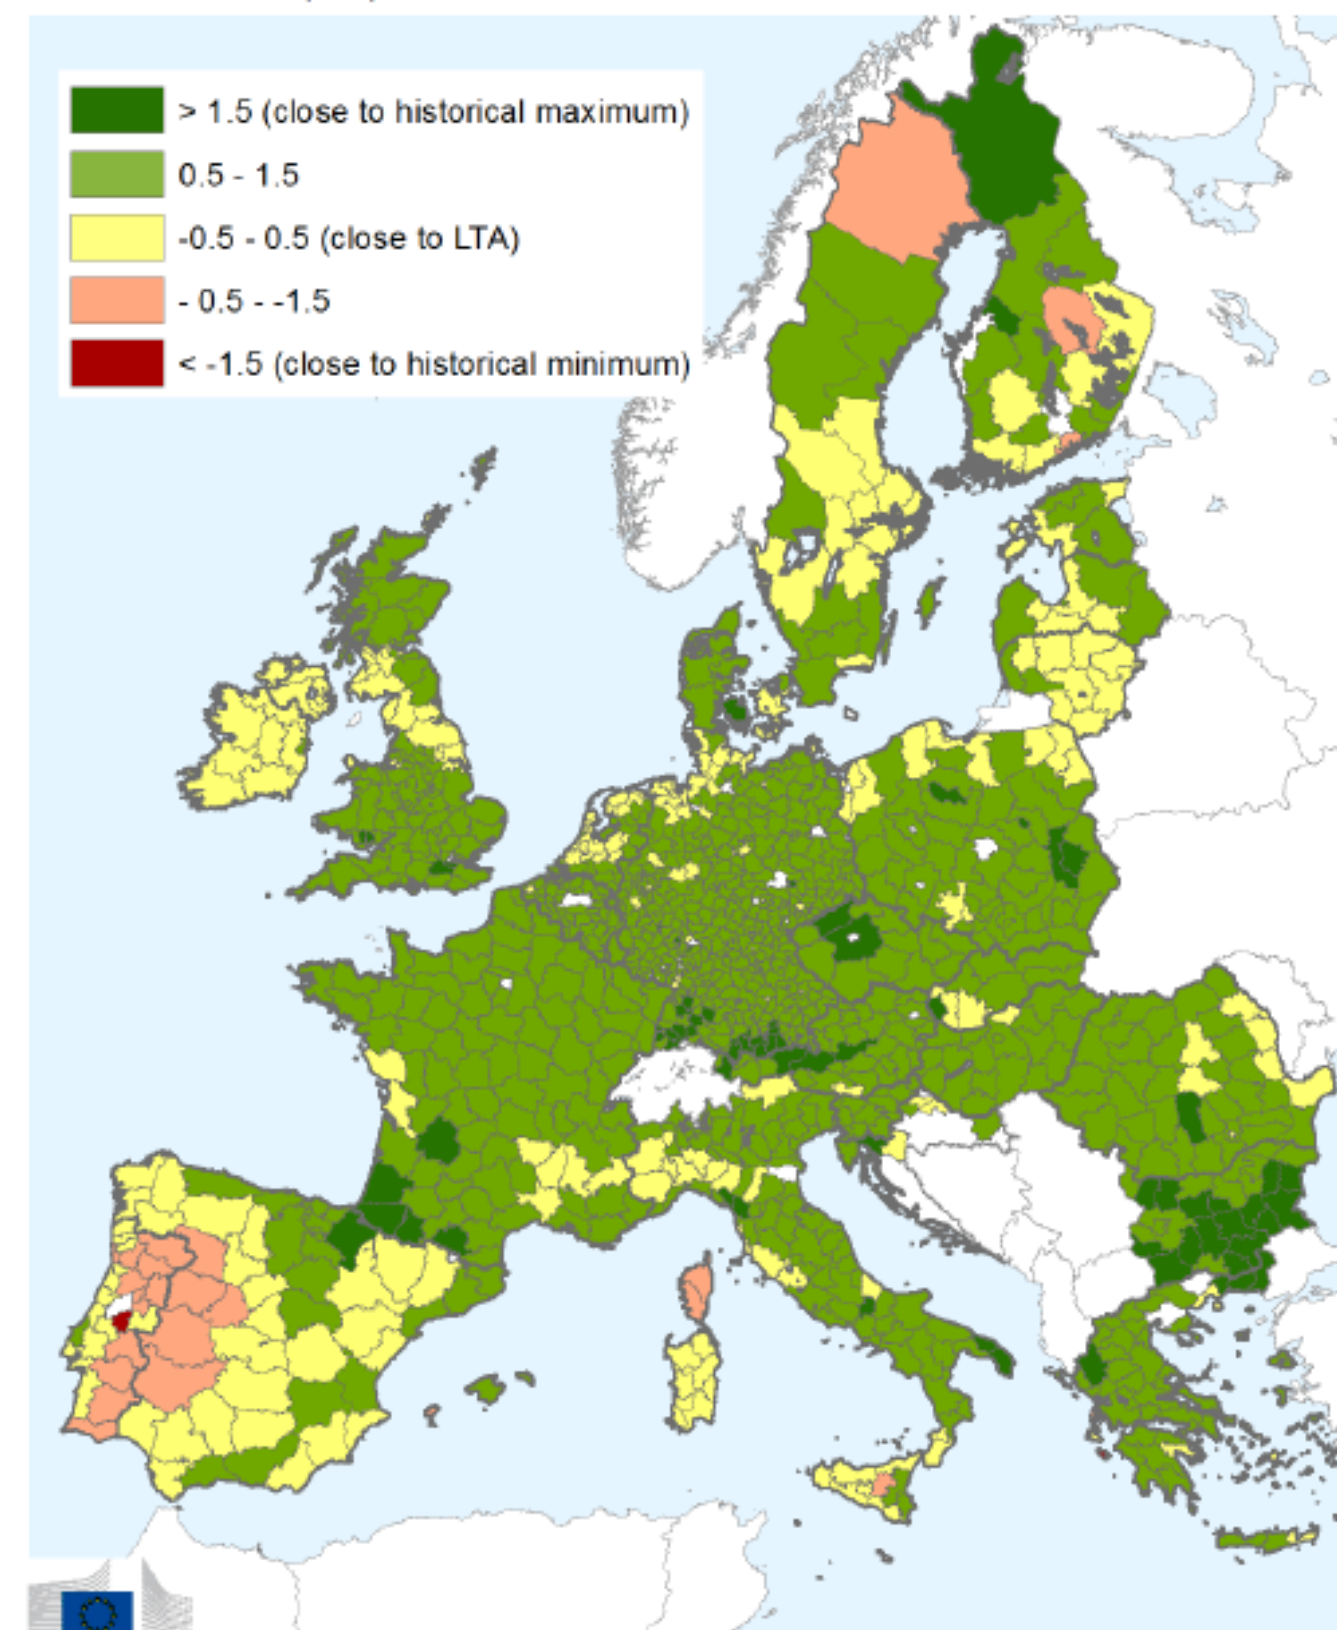 > 1.5 (close to historical maximum)
0.5 - 1.5
-0.5 - 0.5 (close to LTA)
- 0.5 - -1.5
< -1.5 (close to historical minimum)